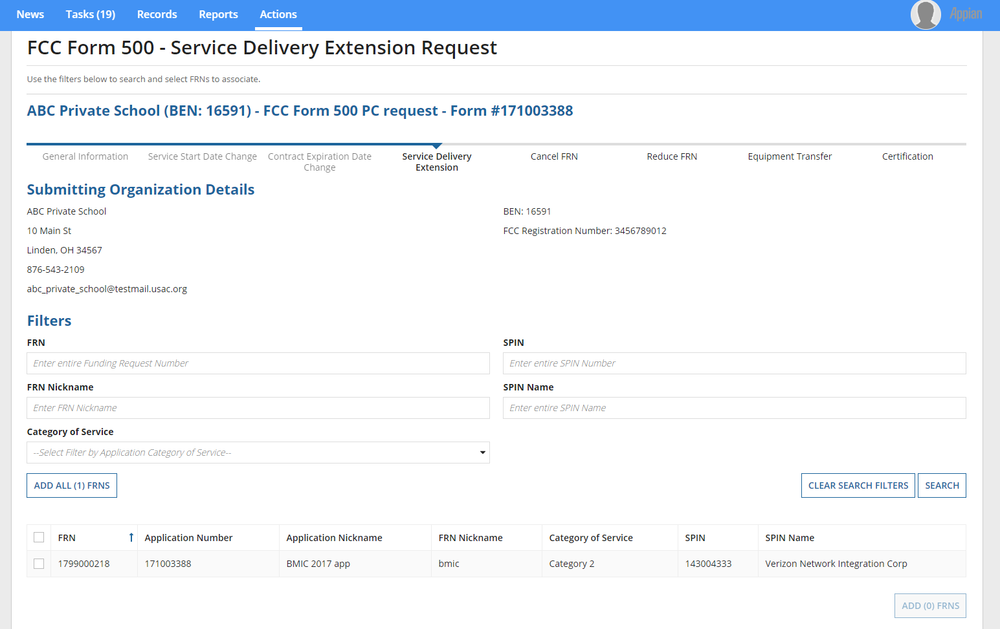 News Tasks (19) Records Reports Actions Appian
FCC Form 500 - Service Delivery Extension Request
Use the filters below to search and select FRNs to associate.
ABC Private School (BEN: 16591) - FCC Form 500 PC request - Form #171003388
General Information Service Start Date Change Contract Expiration Date Change Service Delivery Extension Cancel FRN Reduce FRN Equipment Transfer Certification
Submitting Organization Details
ABC Private School BEN: 16591
10 Main St FCC Registration Number: 3456789012
Linden, OH 34567
876-543-2109
abc_private_school@testmail.usac.org
Filters
FRN SPIN
Enter entire Funding Request Number Enter entire SPIN Number
FRN Nickname SPIN Name
Enter FRN Nickname Enter entire SPIN Name
Category of Service
--Select Filter by Application Category of Service--
ADD ALL (1) FRNS CLEAR SEARCH FILTERS SEARCH
FRN Application Number Application Nickname FRN Nickname Category of Service SPIN SPIN Name
1799000218 171003388 BMIC 2017 app bmic Category 2 143004333 Verizon Network Integration Corp
ADD (0) FRNS